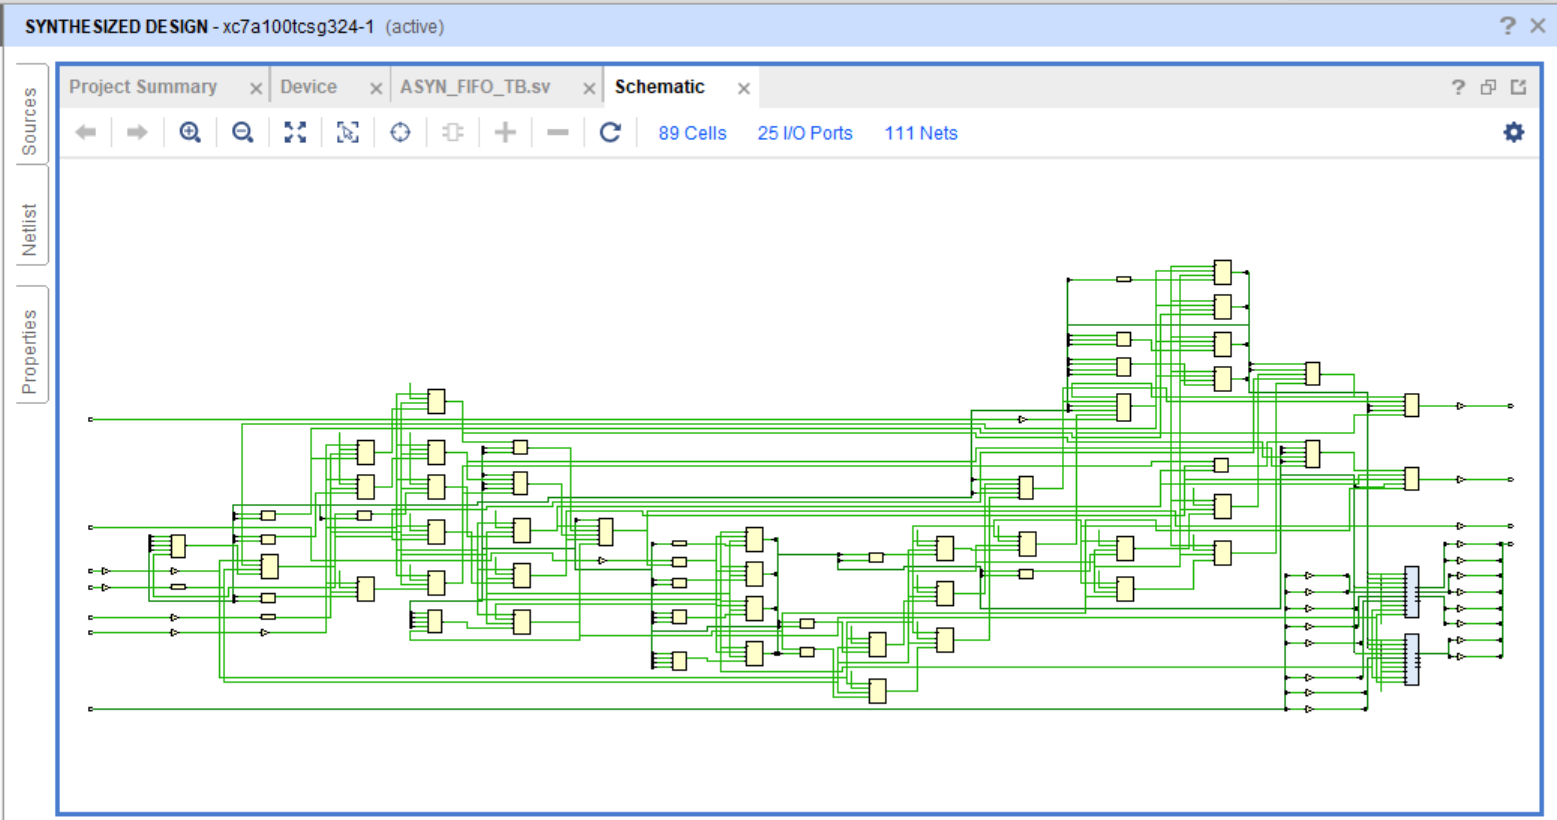 SYNTHESIZED DESIGN - xc7a100tcsg324-1 (active)
Project Summary
Device
ASYN_FIFO_TB.sv
Schematic
89 Cells
25 I/O Ports
111 Nets
Sources
Netlist
Properties